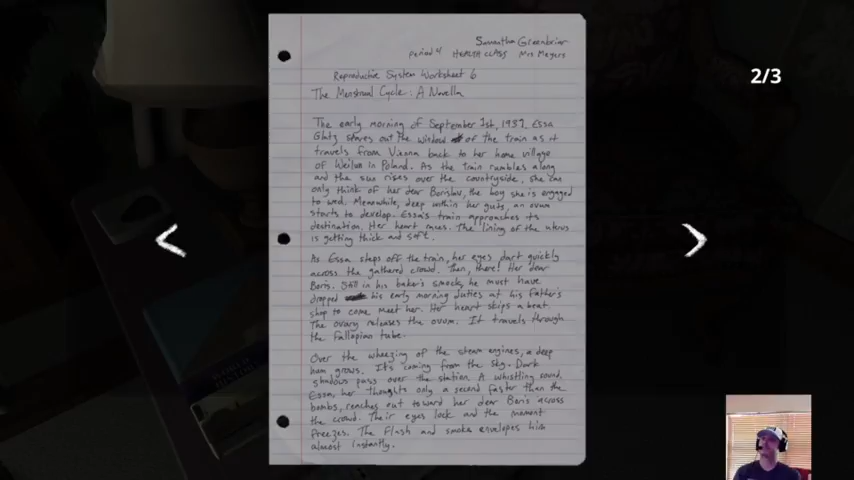 Samantha Greenbriar
Period 4 HEALTH CLASS Mrs Meyers
2/3
Reproductive System Worksheet 6
The Menstrual Cycle: A Novella
The early morning of September 1st, 1939. Essa
Glatz stares out the window of the train as it
travels from Vienna back to her home village
of Weilun in Poland. As the train rumbles along
and the sun rises over the countryside, she can
only think of her dear Borislav, the boy she is engaged
to wed. Meanwhile, deep within her guts, an ovum
starts to develop. Essa's train approaches its
destination. Her heart races. The lining of the uterus
is getting thick and soft.
As Essa steps off the train, her eyes dart quickly
across the gathered crowd. Then, there! Her dear
Boris. Still in his baker's smock, he must have
dropped his early morning duties at his father's
shop to come meet her. Her heart skips a beat.
The ovary releases the ovum. It travels through
the fallopian tube.
Over the wheezing of the steam engines, a deep
hum grows. It's coming from the sky. Dark
shadows pass over the station. A whistling sound.
Essa, her thoughts only a second faster than the
bombs, reaches out toward her dear Boris across
the crowd. Their eyes lock and the moment
freezes. The flash and smoke envelopes him
almost instantly.